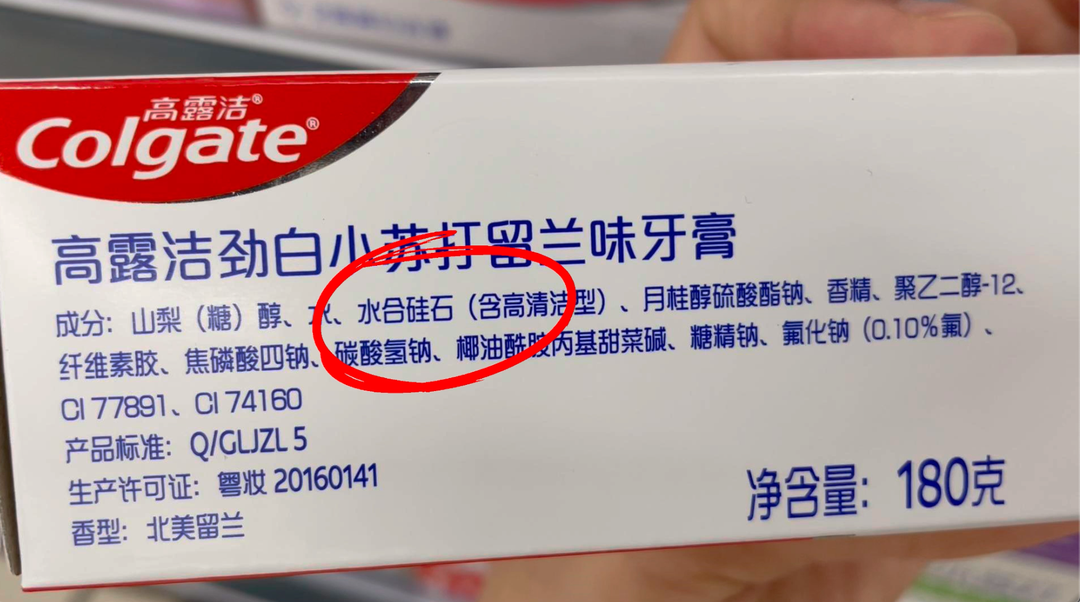 高露洁®
Colgate®
高露洁劲白小苏打留兰味牙膏
成分：山梨（糖）醇、水、水合硅石（含高清洁型）、月桂醇硫酸酯钠、香精、聚乙二醇-12、
纤维素胶、焦磷酸四钠、碳酸氢钠、椰油酰胺丙基甜菜碱、糖精钠、氟化钠（0.10%氟）、
CI 77891、CI 74160
产品标准：Q/GLJZL 5
生产许可证：粤妆 20160141
香型：北美留兰
净含量：180克